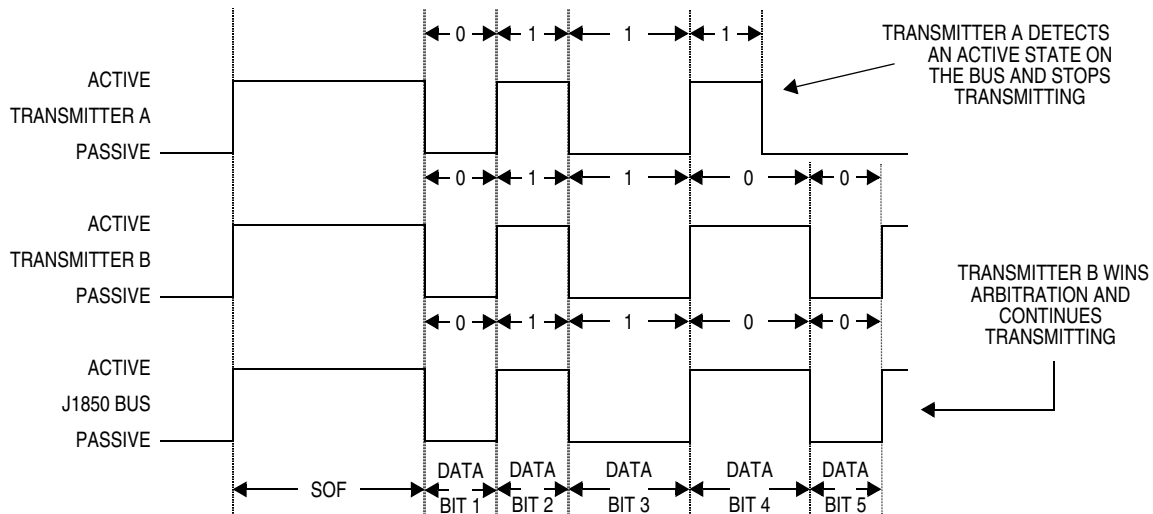 0 1 1 1
TRANSMITTER A DETECTS
AN ACTIVE STATE ON
THE BUS AND STOPS
TRANSMITTING
ACTIVE
TRANSMITTER A
PASSIVE
0 1 1 0 0
ACTIVE
TRANSMITTER B
PASSIVE
TRANSMITTER B WINS
ARBITRATION AND
CONTINUES
TRANSMITTING
0 1 1 0 0
ACTIVE
J1850 BUS
PASSIVE
SOF
DATA
BIT 1
DATA
BIT 2
DATA
BIT 3
DATA
BIT 4
DATA
BIT 5